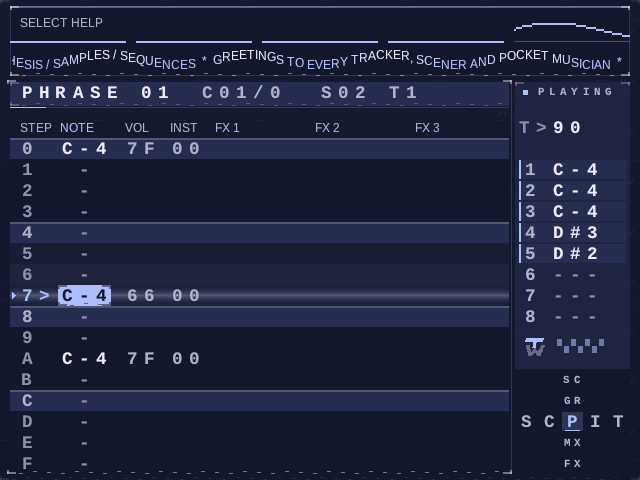 SELECT HELP
HESIS / SAMPLES / SEQUENCES * GREETINGS TO EVERY TRACKER, SCENER AND POCKET MUSICIAN *
PHRASE 01 C01/0 S02 T1
STEP NOTE VOL INST FX 1 FX 2 FX 3
0 C-4 7F 00
1 -
2 -
3 -
4 -
5 -
6 -
7 > C-4 66 00
8 -
9 -
A C-4 7F 00
B -
C -
D -
E -
F -
PLAYING
T>90
1 C-4
2 C-4
3 C-4
4 D#3
5 D#2
6 ---
7 ---
8 ---
TW
SC
GR
SCPIT
MX
FX